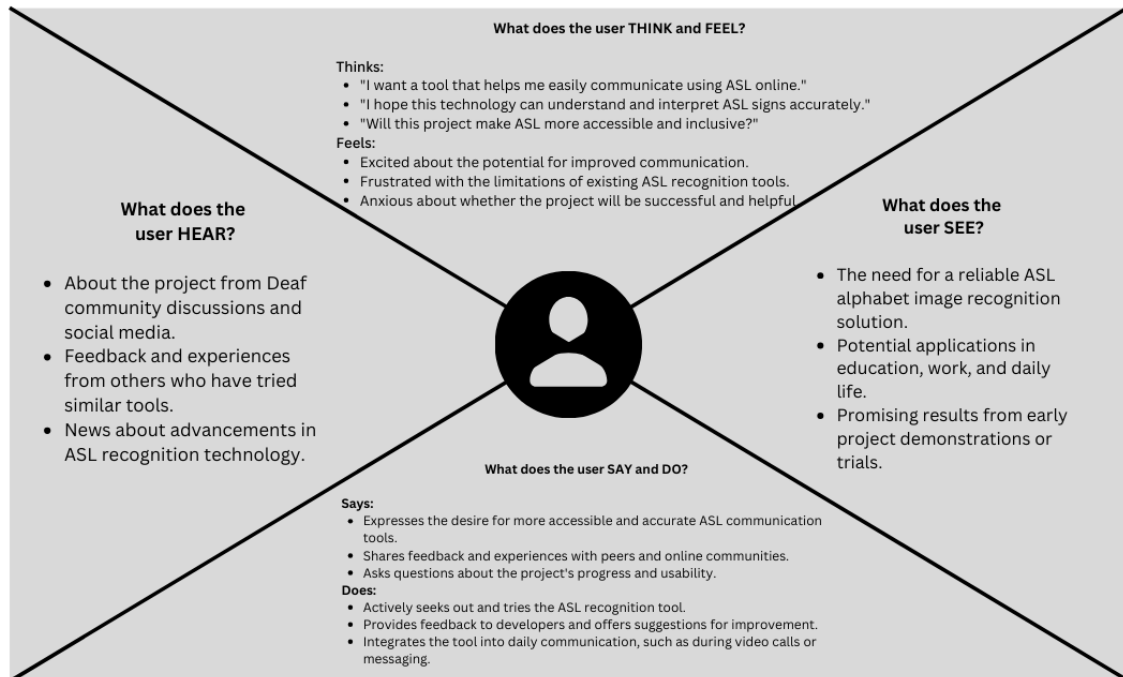 What does the user THINK and FEEL?
Thinks:
• "I want a tool that helps me easily communicate using ASL online."
• "I hope this technology can understand and interpret ASL signs accurately."
• "Will this project make ASL more accessible and inclusive?"
Feels:
• Excited about the potential for improved communication.
• Frustrated with the limitations of existing ASL recognition tools.
• Anxious about whether the project will be successful and helpful.
What does the
user HEAR?
• About the project from Deaf
community discussions and
social media.
• Feedback and experiences
from others who have tried
similar tools.
• News about advancements in
ASL recognition technology.
What does the
user SEE?
• The need for a reliable ASL
alphabet image recognition
solution.
• Potential applications in
education, work, and daily
life.
• Promising results from early
project demonstrations or
trials.
What does the user SAY and DO?
Says:
• Expresses the desire for more accessible and accurate ASL communication
tools.
• Shares feedback and experiences with peers and online communities.
• Asks questions about the project's progress and usability.
Does:
• Actively seeks out and tries the ASL recognition tool.
• Provides feedback to developers and offers suggestions for improvement.
• Integrates the tool into daily communication, such as during video calls or
messaging.